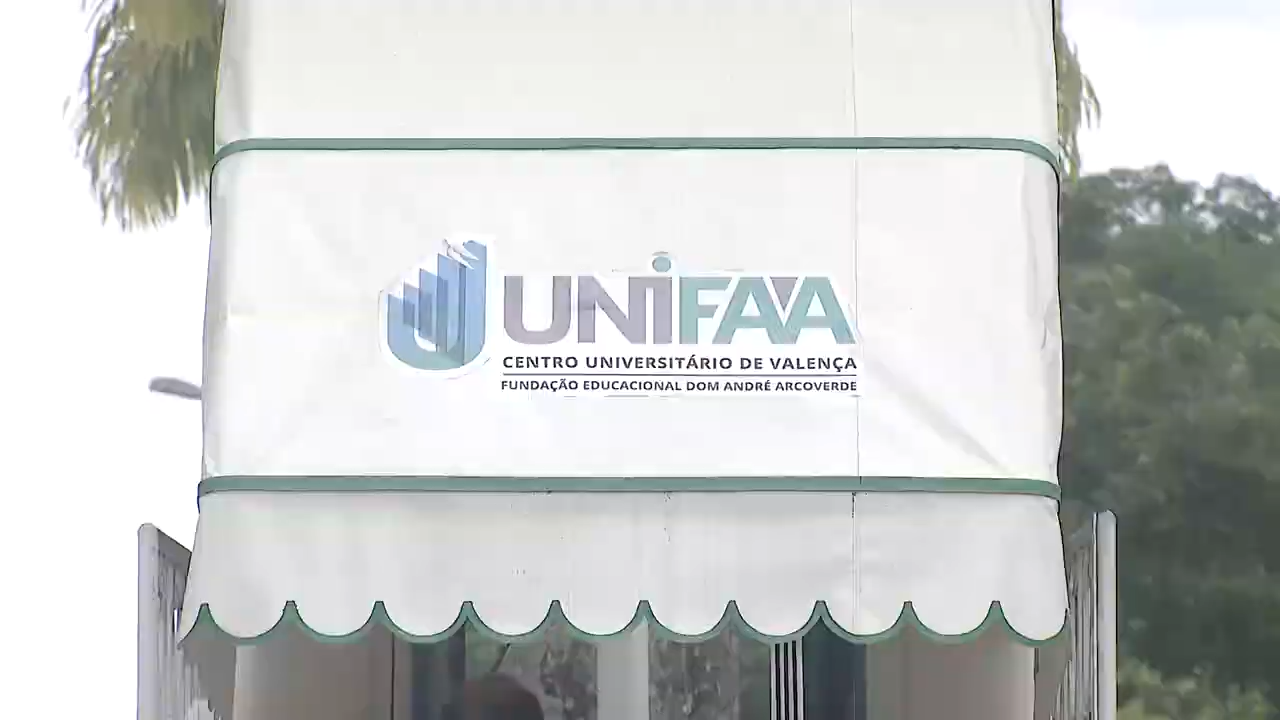 UNIFAA
CENTRO UNIVERSITÁRIO DE VALENÇA
FUNDAÇÃO EDUCACIONAL DOM ANDRÉ ARCOVERDE